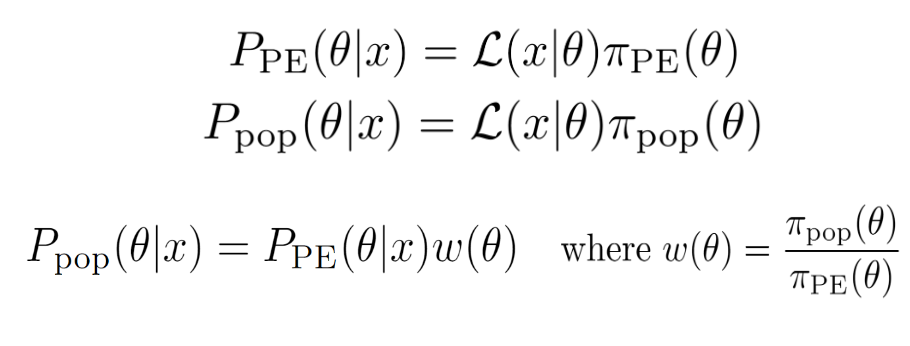 P_PE(θ|x) = ℒ(x|θ)π_PE(θ)
P_pop(θ|x) = ℒ(x|θ)π_pop(θ)
P_pop(θ|x) = P_PE(θ|x)w(θ) where w(θ) = π_pop(θ)/π_PE(θ)